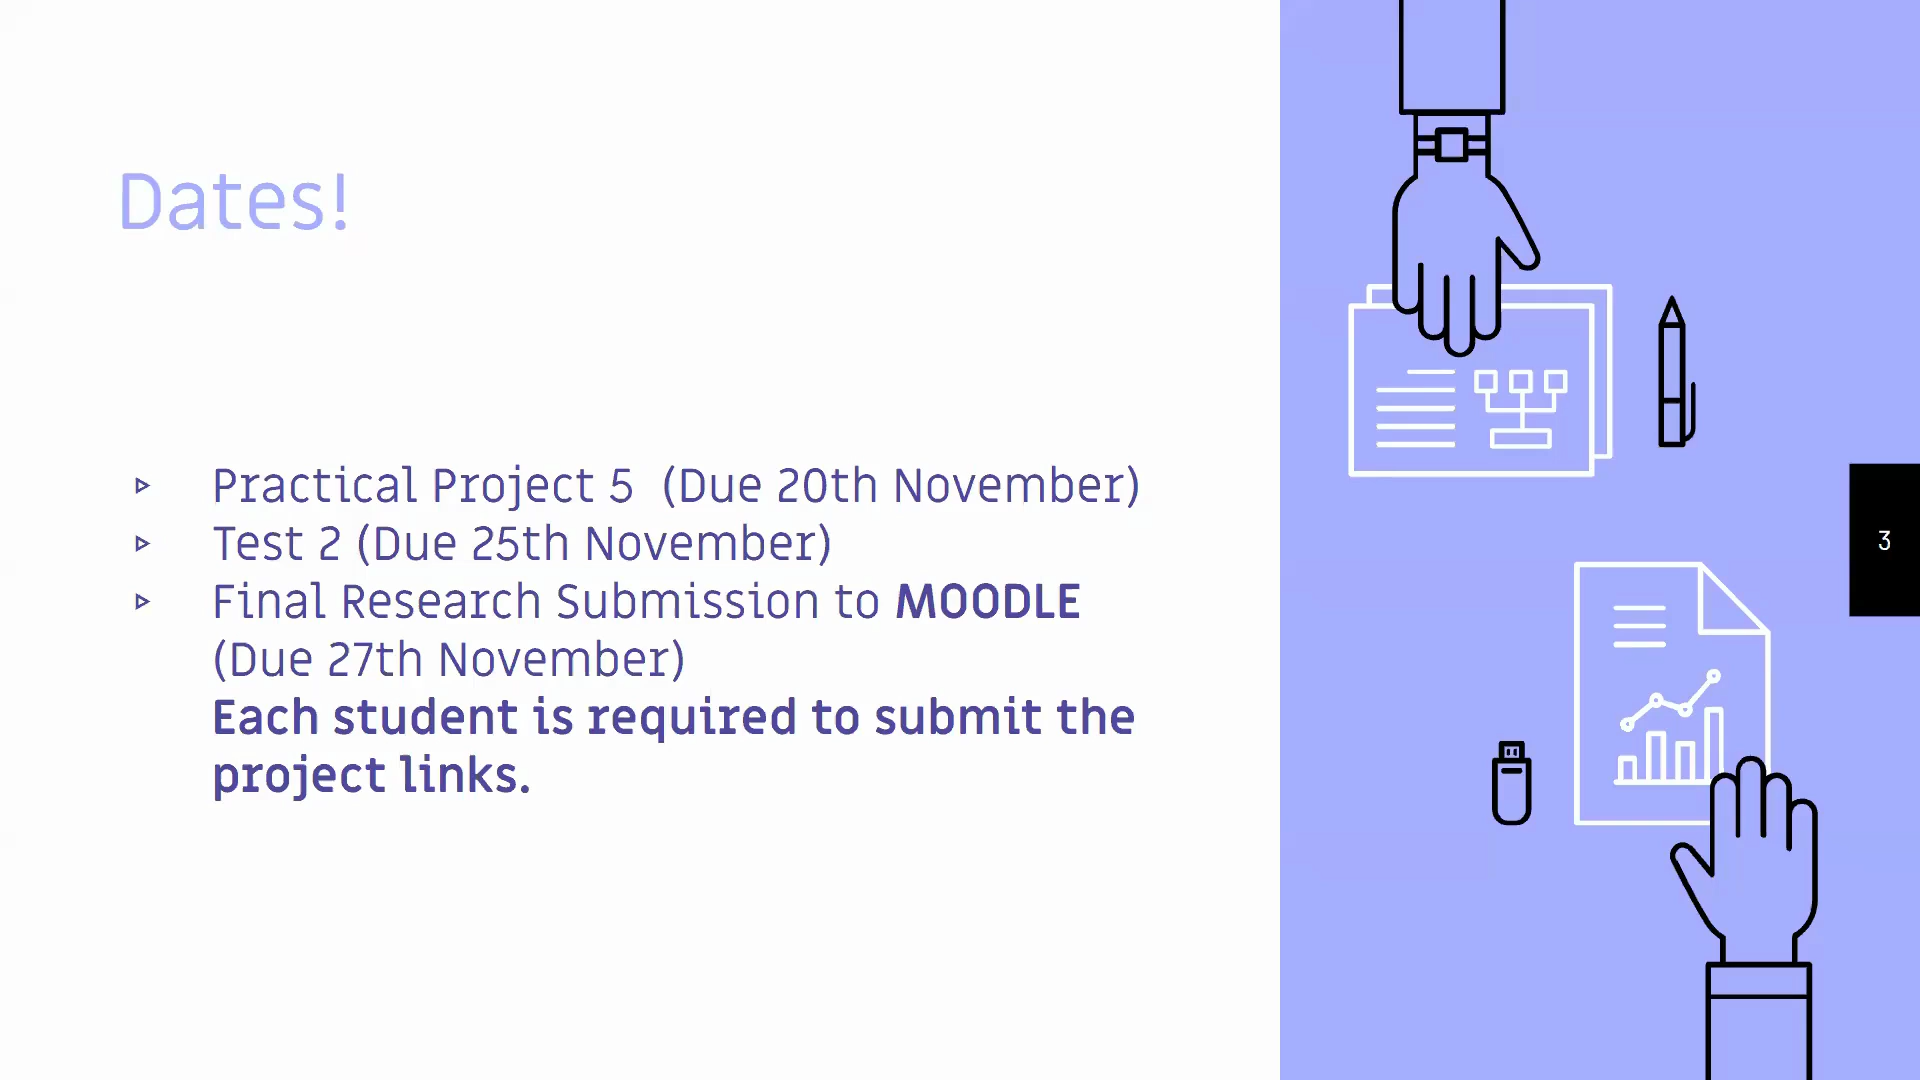 Dates!
▹ Practical Project 5  (Due 20th November)
▹ Test 2 (Due 25th November)
▹ Final Research Submission to MOODLE
(Due 27th November)
Each student is required to submit the
project links.
3